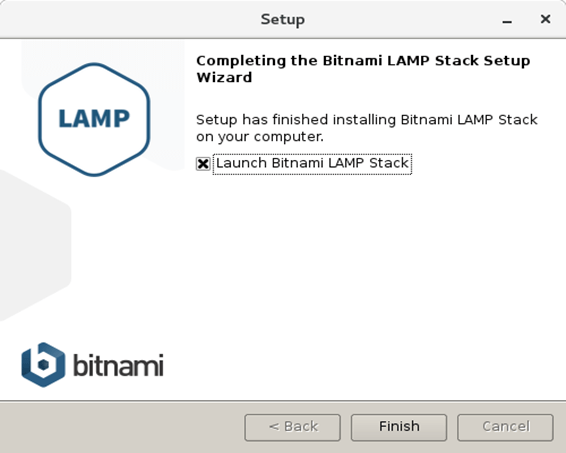 Setup
LAMP
Completing the Bitnami LAMP Stack Setup
Wizard
Setup has finished installing Bitnami LAMP Stack
on your computer.
Launch Bitnami LAMP Stack
bitnami
< Back
Finish
Cancel